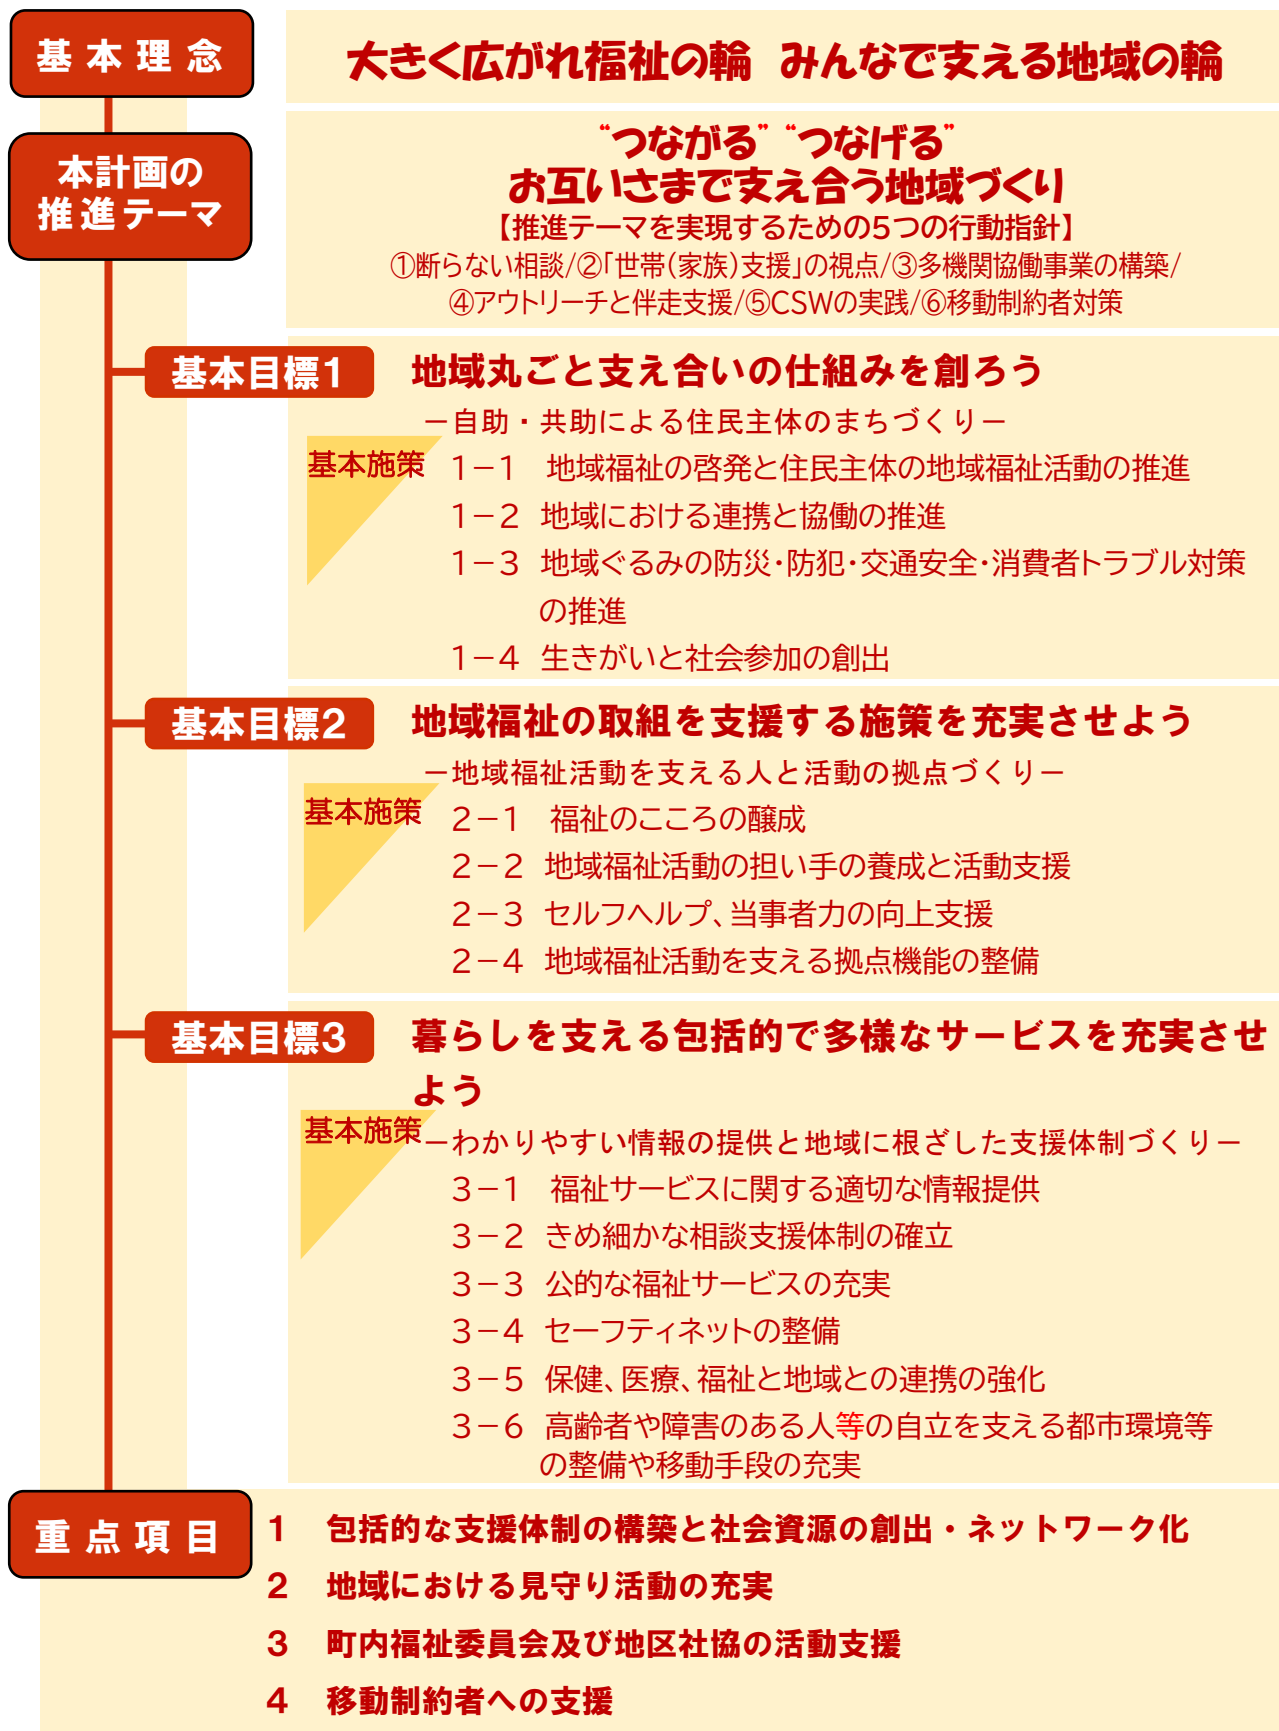 基本理念
大きく広がれ福祉の輪 みんなで支える地域の輪
本計画の
推進テーマ
“つながる” “つなげる”
お互いさまで支え合う地域づくり
【推進テーマを実現するための5つの行動指針】
①断らない相談/②「世帯(家族)支援」の視点/③多機関協働事業の構築/
④アウトリーチと伴走支援/⑤CSWの実践/⑥移動制約者対策
基本目標1
地域丸ごと支え合いの仕組みを創ろう
－自助・共助による住民主体のまちづくり－
基本施策
1－1 地域福祉の啓発と住民主体の地域福祉活動の推進
1－2 地域における連携と協働の推進
1－3 地域ぐるみの防災・防犯・交通安全・消費者トラブル対策
の推進
1－4 生きがいと社会参加の創出
基本目標2
地域福祉の取組を支援する施策を充実させよう
－地域福祉活動を支える人と活動の拠点づくり－
基本施策
2－1 福祉のこころの醸成
2－2 地域福祉活動の担い手の養成と活動支援
2－3 セルフヘルプ、当事者力の向上支援
2－4 地域福祉活動を支える拠点機能の整備
基本目標3
暮らしを支える包括的で多様なサービスを充実させ
よう
基本施策
－わかりやすい情報の提供と地域に根ざした支援体制づくり－
3－1 福祉サービスに関する適切な情報提供
3－2 きめ細かな相談支援体制の確立
3－3 公的な福祉サービスの充実
3－4 セーフティネットの整備
3－5 保健、医療、福祉と地域との連携の強化
3－6 高齢者や障害のある人等の自立を支える都市環境等
の整備や移動手段の充実
重点項目
1 包括的な支援体制の構築と社会資源の創出・ネットワーク化
2 地域における見守り活動の充実
3 町内福祉委員会及び地区社協の活動支援
4 移動制約者への支援